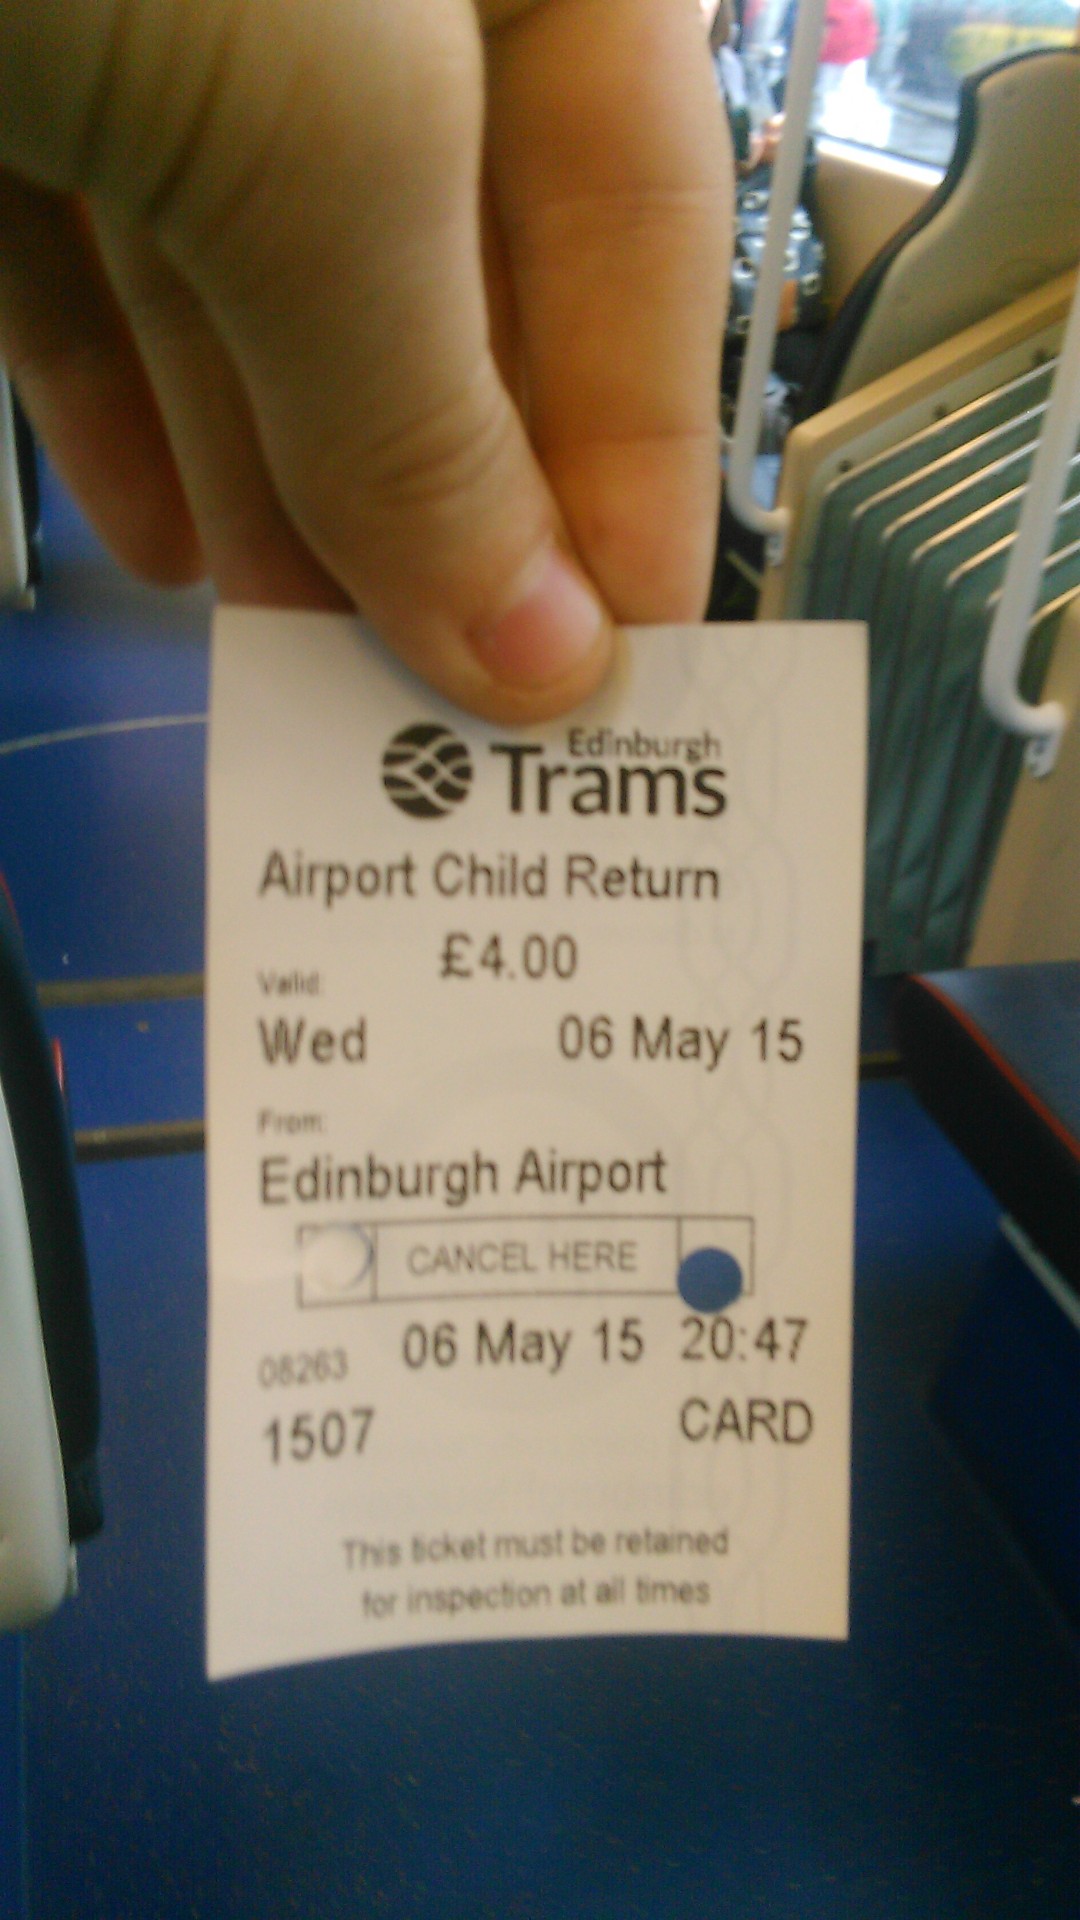 Edinburgh
Trams
Airport Child Return
£4.00
Valid:
Wed 06 May 15
From:
Edinburgh Airport
CANCEL HERE
08263 06 May 15 20:47
1507 CARD
This ticket must be retained
for inspection at all times